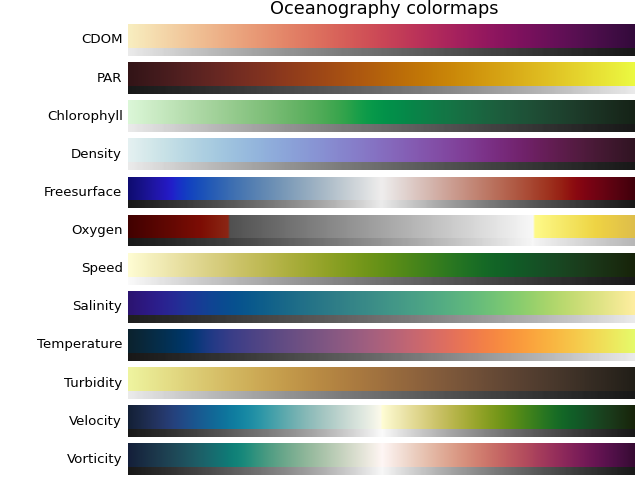 Oceanography colormaps
CDOM
PAR
Chlorophyll
Density
Freesurface
Oxygen
Speed
Salinity
Temperature
Turbidity
Velocity
Vorticity